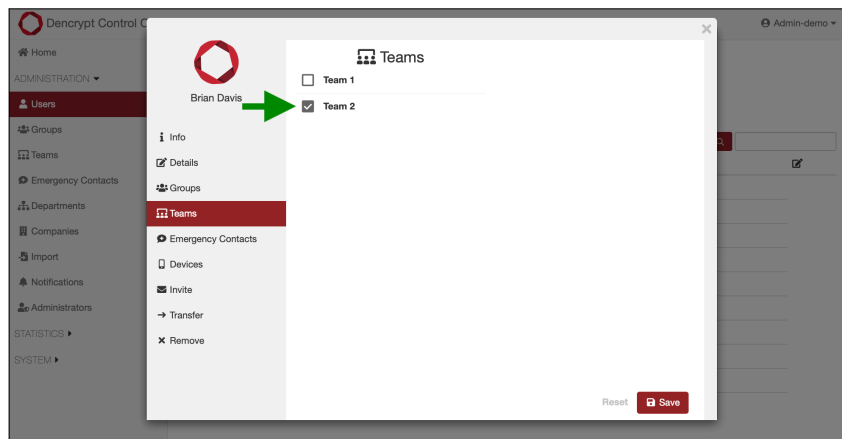 Dencrypt Control C
Admin-demo
Home
ADMINISTRATION
Users
Groups
Teams
Emergency Contacts
Departments
Companies
Import
Notifications
Administrators
STATISTICS
SYSTEM
Brian Davis
Info
Details
Groups
Teams
Emergency Contacts
Devices
Invite
Transfer
Remove
Teams
Team 1
Team 2
Reset
Save